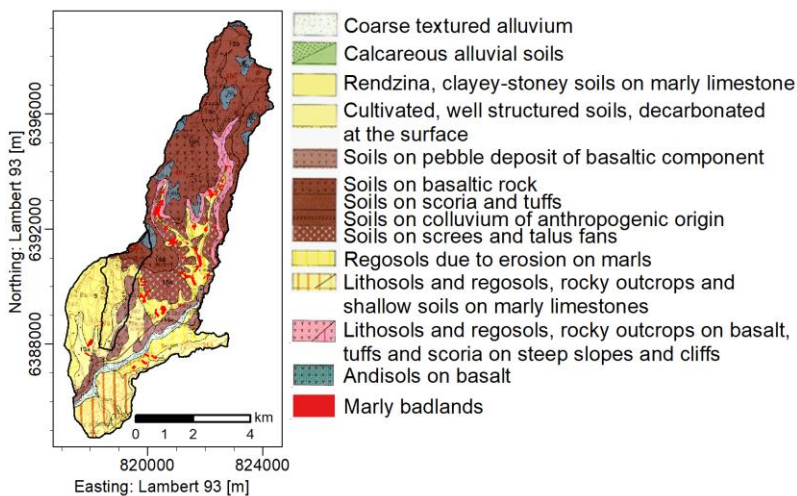 Northing: Lambert 93 [m]
6396000
6392000
6388000
0 1 2 4
km
820000 824000
Easting: Lambert 93 [m]
Coarse textured alluvium
Calcareous alluvial soils
Rendzina, clayey-stoney soils on marly limestone
Cultivated, well structured soils, decarbonated
at the surface
Soils on pebble deposit of basaltic component
Soils on basaltic rock
Soils on scoria and tuffs
Soils on colluvium of anthropogenic origin
Soils on screes and talus fans
Regosols due to erosion on marls
Lithosols and regosols, rocky outcrops and
shallow soils on marly limestones
Lithosols and regosols, rocky outcrops on basalt,
tuffs and scoria on steep slopes and cliffs
Andisols on basalt
Marly badlands